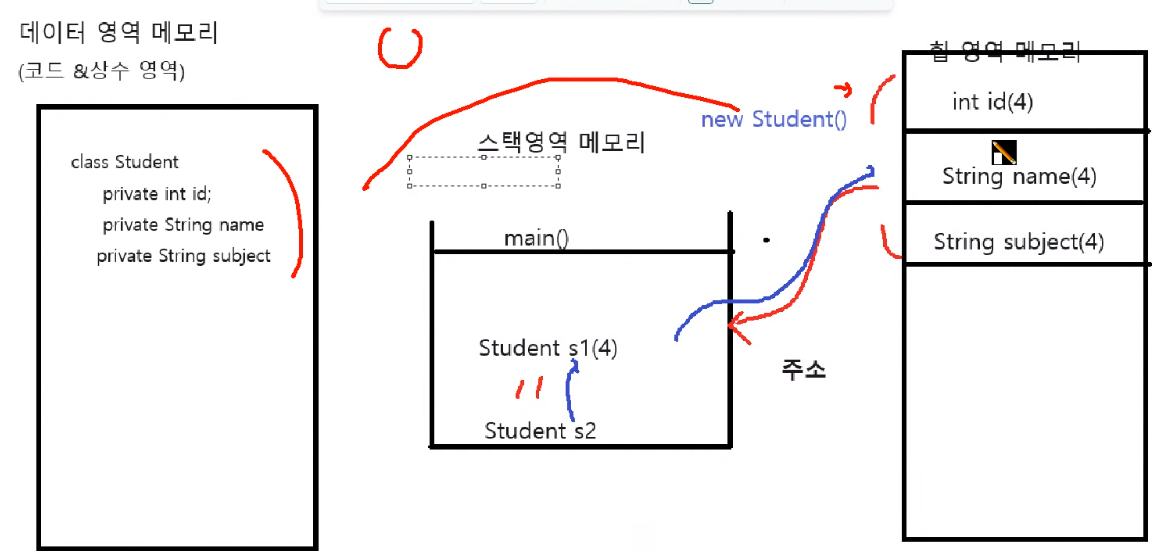 데이터 영역 메모리
(코드 &상수 영역)
class Student
private int id;
private String name
private String subject
스택영역 메모리
main()
Student s1(4)
Student s2
new Student()
주소
힙 영역 메모리
int id(4)
String name(4)
String subject(4)